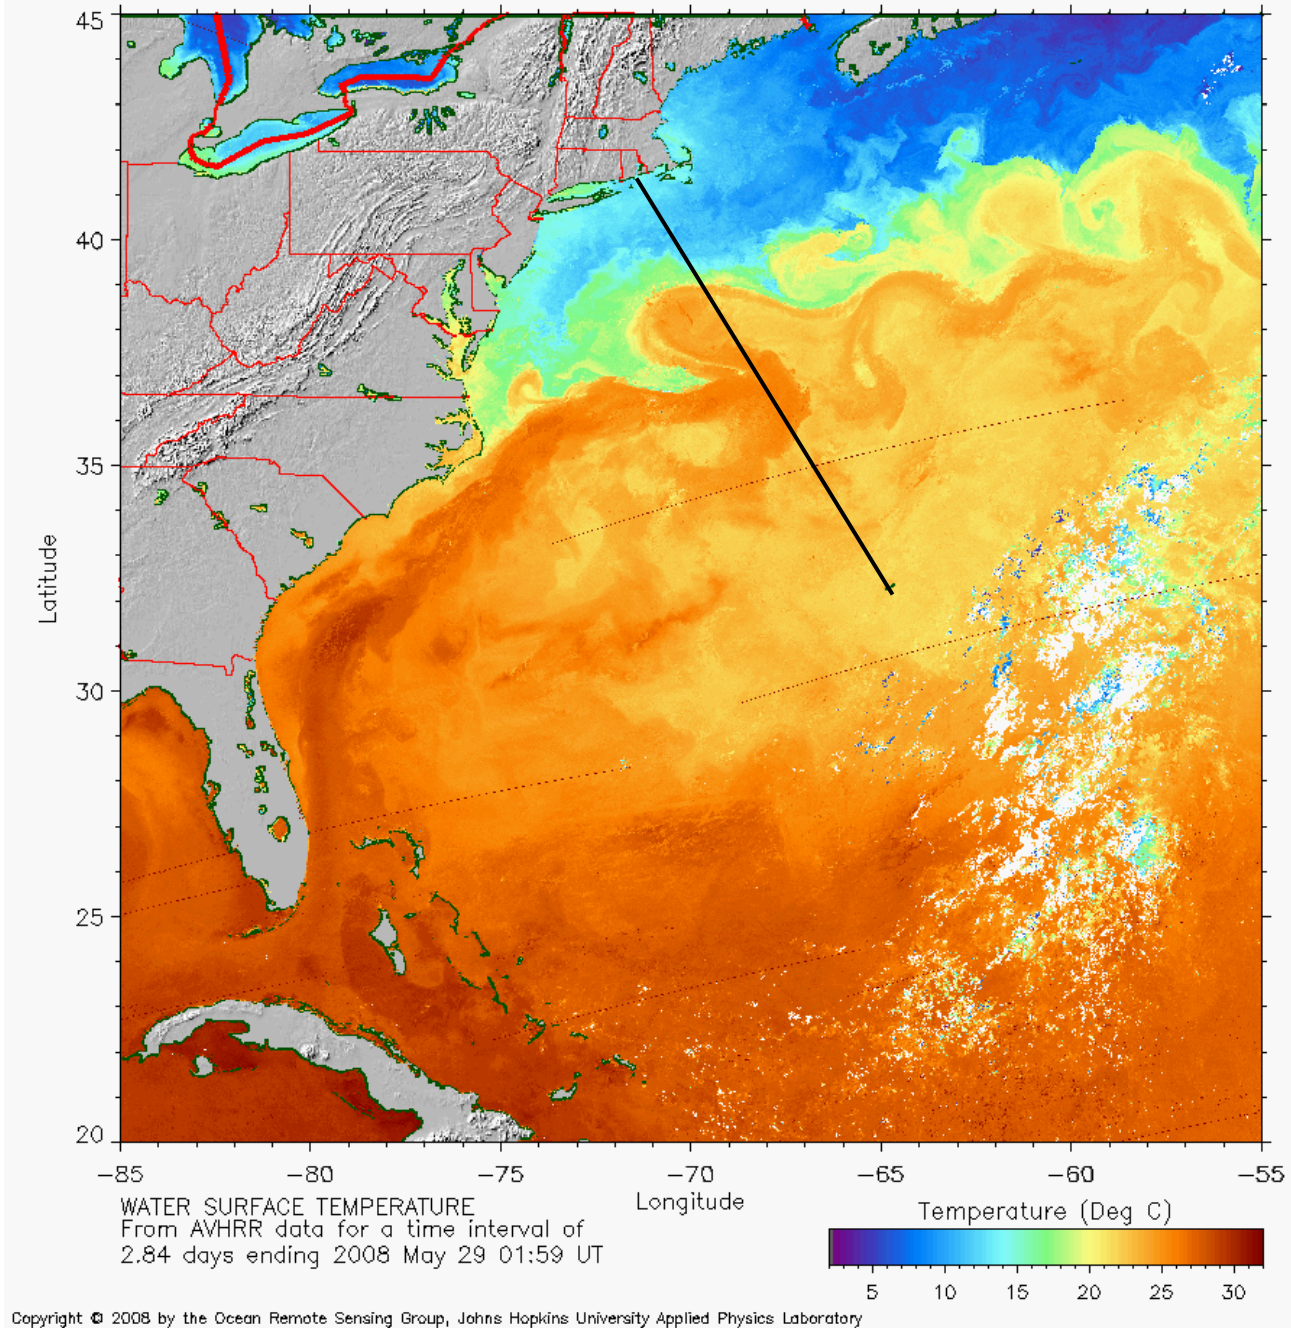 45
40
35
30
25
20
Latitude
−85 −80 −75 −70 −65 −60 −55
Longitude
WATER SURFACE TEMPERATURE
From AVHRR data for a time interval of
2.84 days ending 2008 May 29 01:59 UT
Temperature (Deg C)
5 10 15 20 25 30
Copyright © 2008 by the Ocean Remote Sensing Group, Johns Hopkins University Applied Physics Laboratory